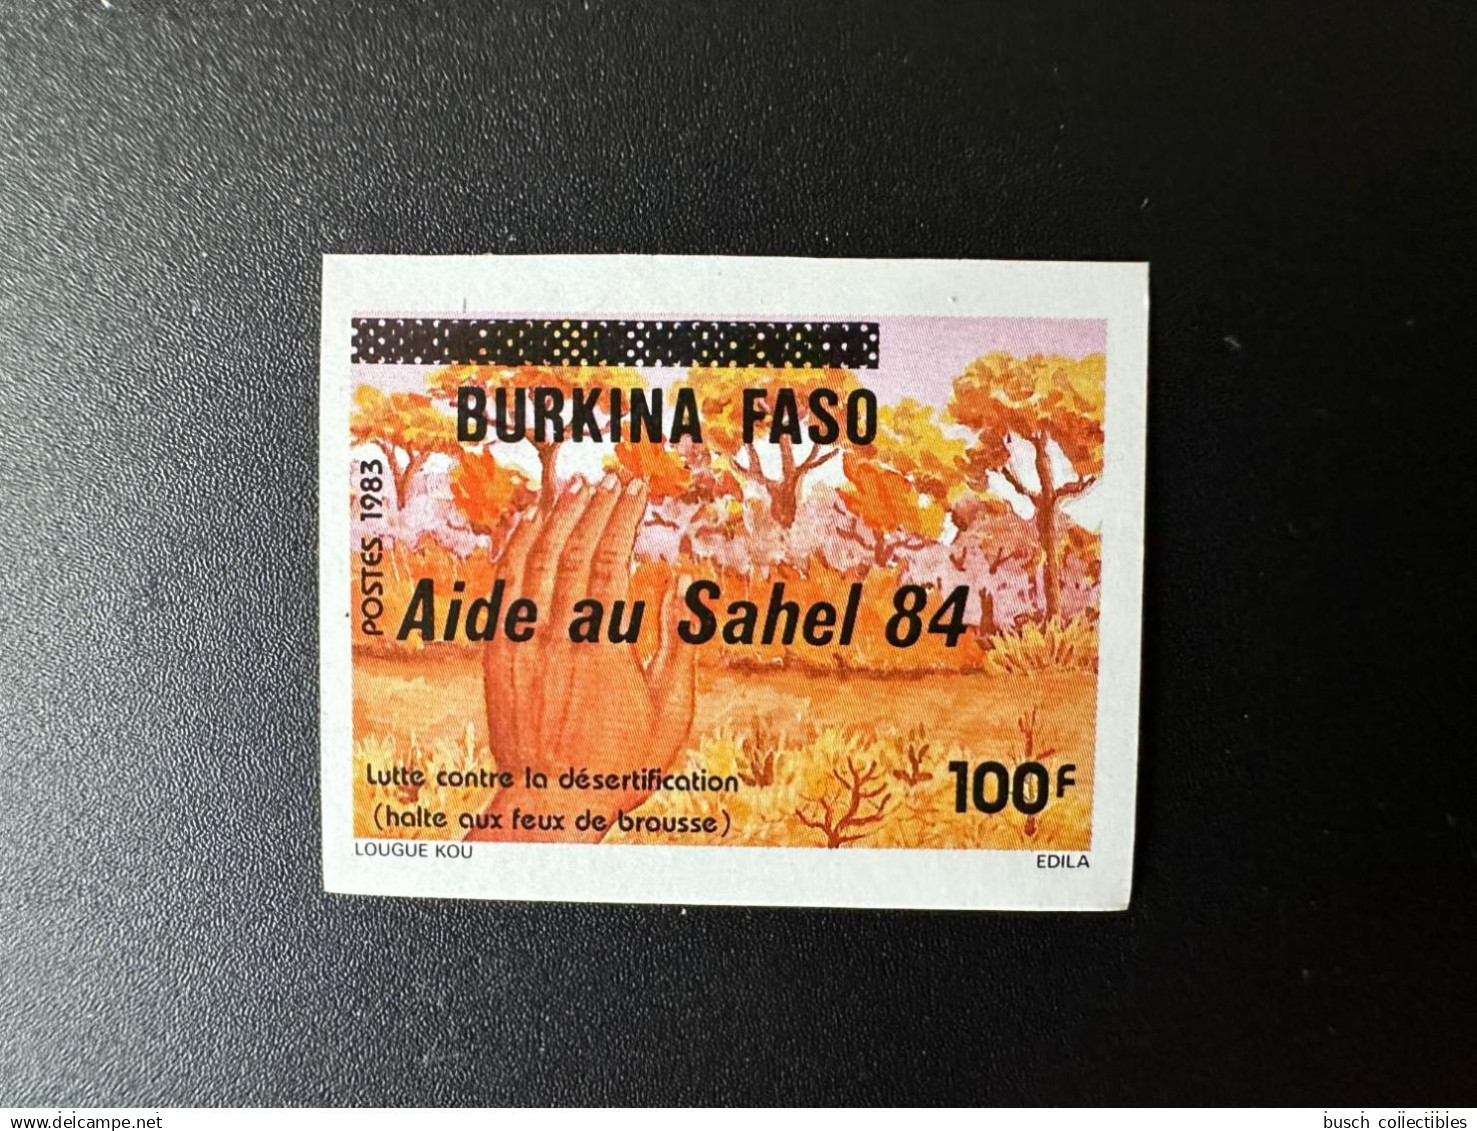 BURKINA FASO
POSTES 1983
Aide au Sahel 84
Lutte contre la désertification
(halte aux feux de brousse)
100F
LOUGUE KOU
EDILA
www.delcampe.net
busch collectibles